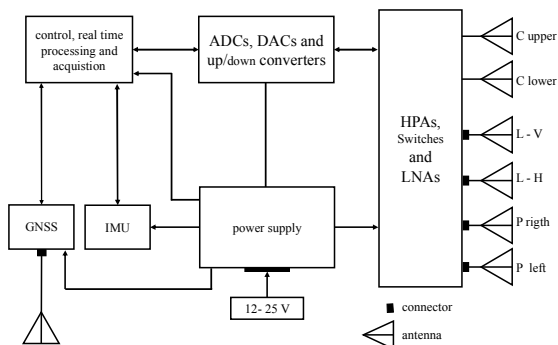 control, real time
processing and
acquistion
ADCs, DACs and
up/down converters
HPAs,
Switches
and
LNAs
C upper
C lower
L - V
L - H
P rigth
P left
GNSS
IMU
power supply
12- 25 V
connector
antenna